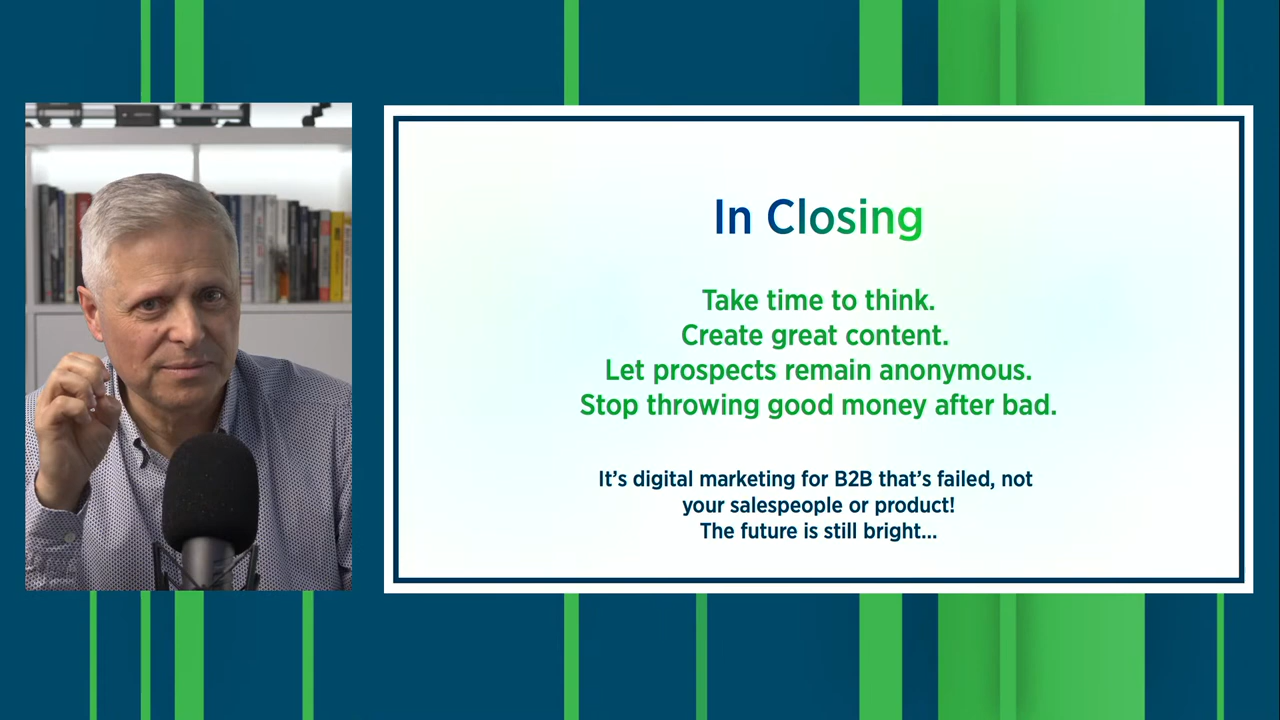 In Closing
Take time to think.
Create great content.
Let prospects remain anonymous.
Stop throwing good money after bad.
It’s digital marketing for B2B that’s failed, not
your salespeople or product!
The future is still bright...